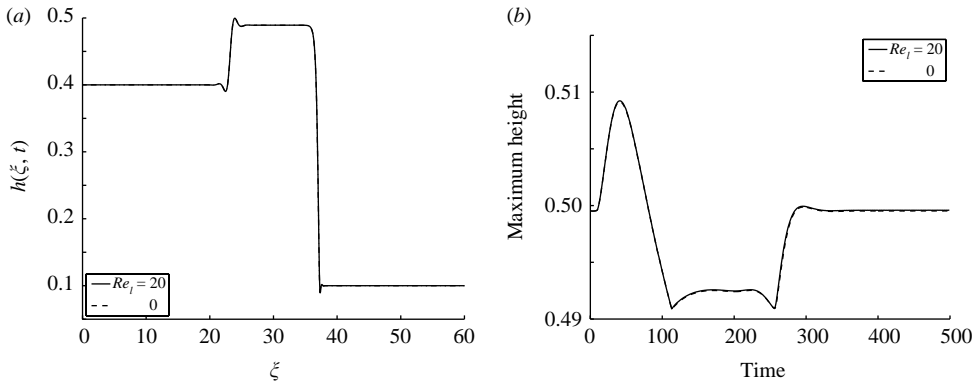 (a)
0.5
0.4
0.3
0.2
0.1
h(ξ, t)
Re_l = 20
0
0 10 20 30 40 50 60
ξ
(b)
0.51
0.50
0.49
Maximum height
Re_l = 20
0
0 100 200 300 400 500
Time